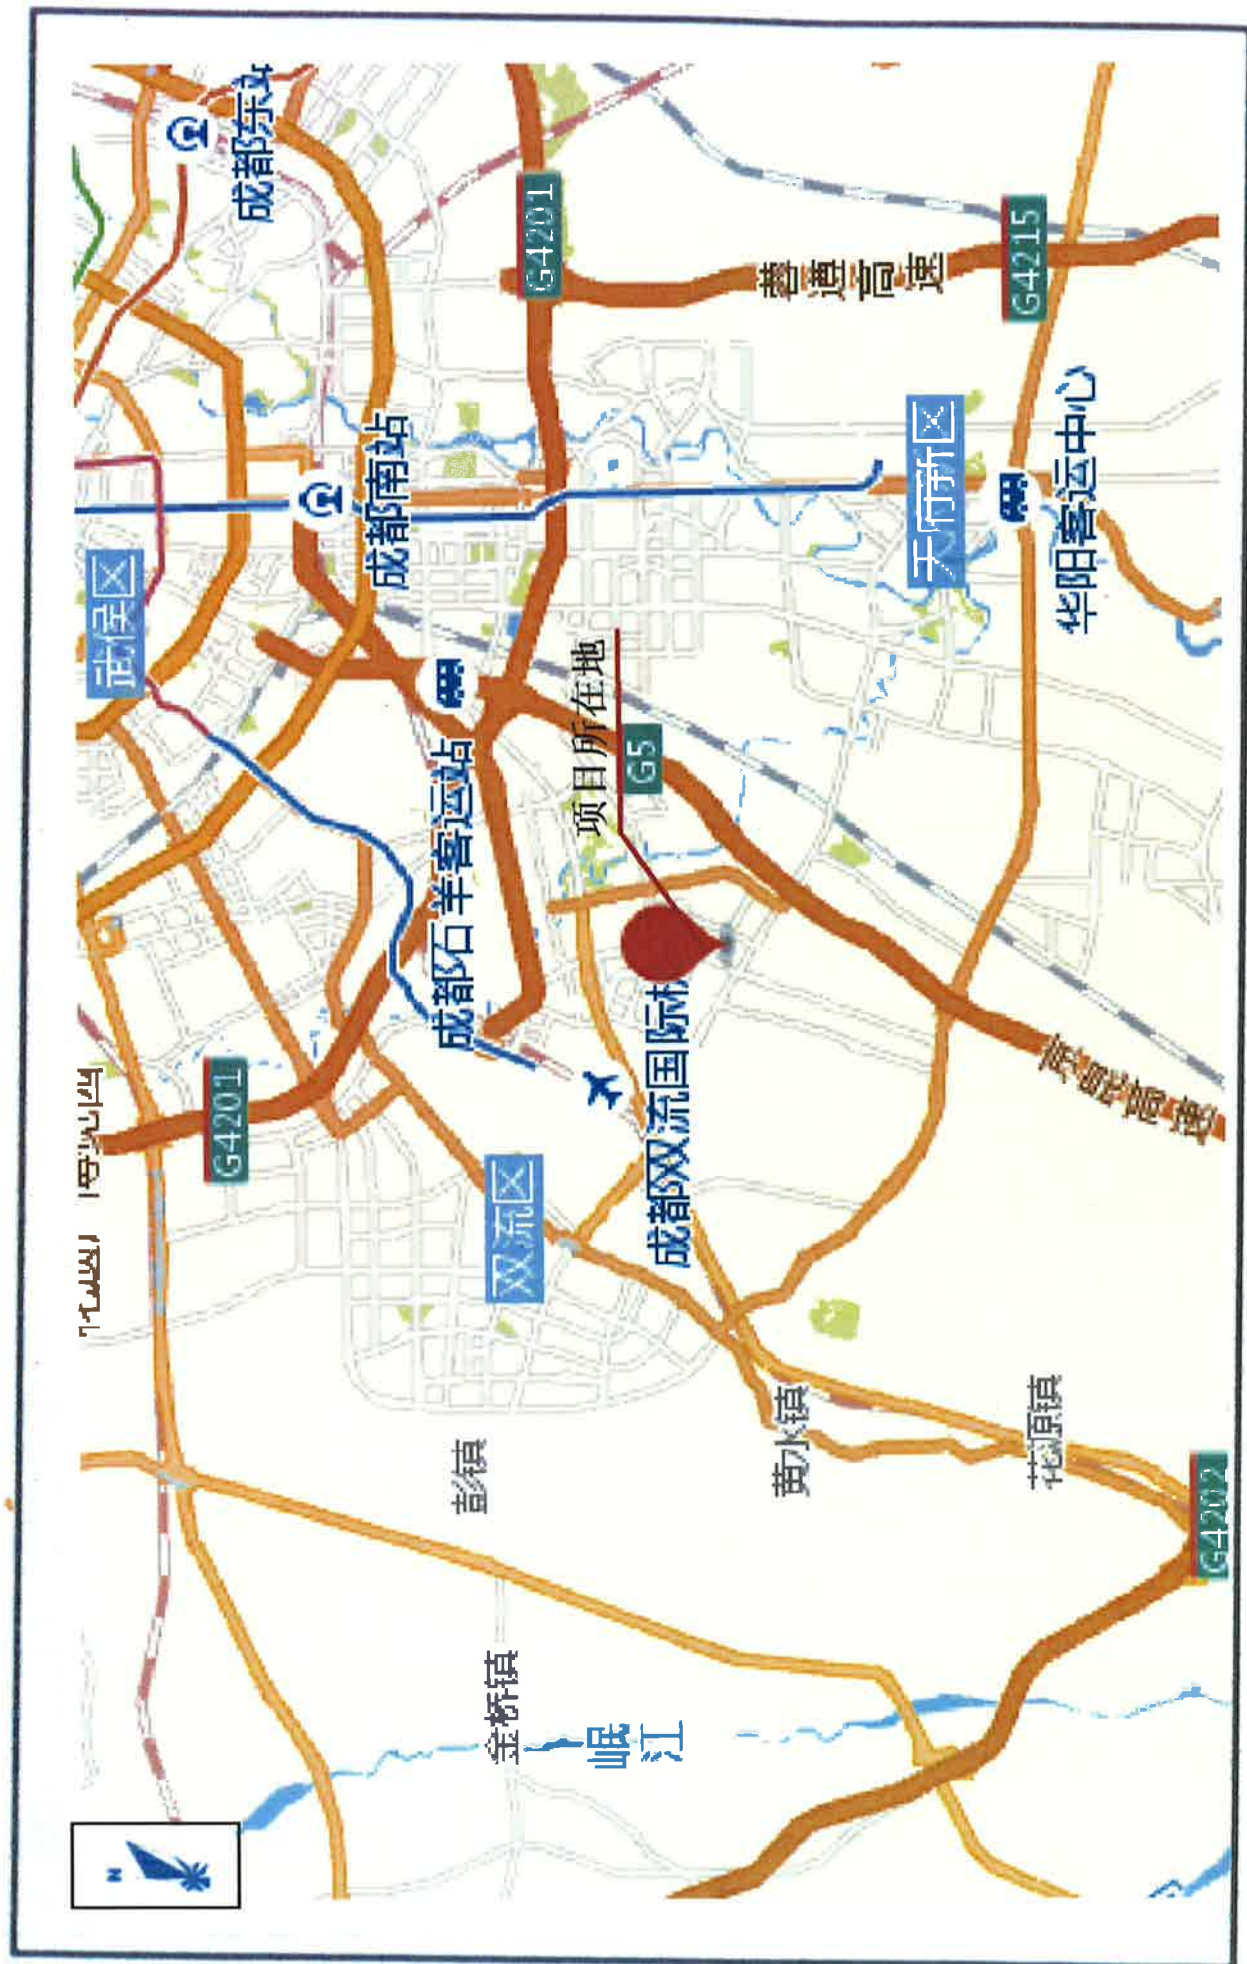 N
成都东站
武侯区
成都南站
G4201
蓉遵高速
G4215
天府新区
华阳客运中心
成都石羊客运站
项目所在地
G5
G4201
双流区
成都双流国际机
京昆高速
彭镇
黄水镇
花源镇
G4202
金桥镇
岷江